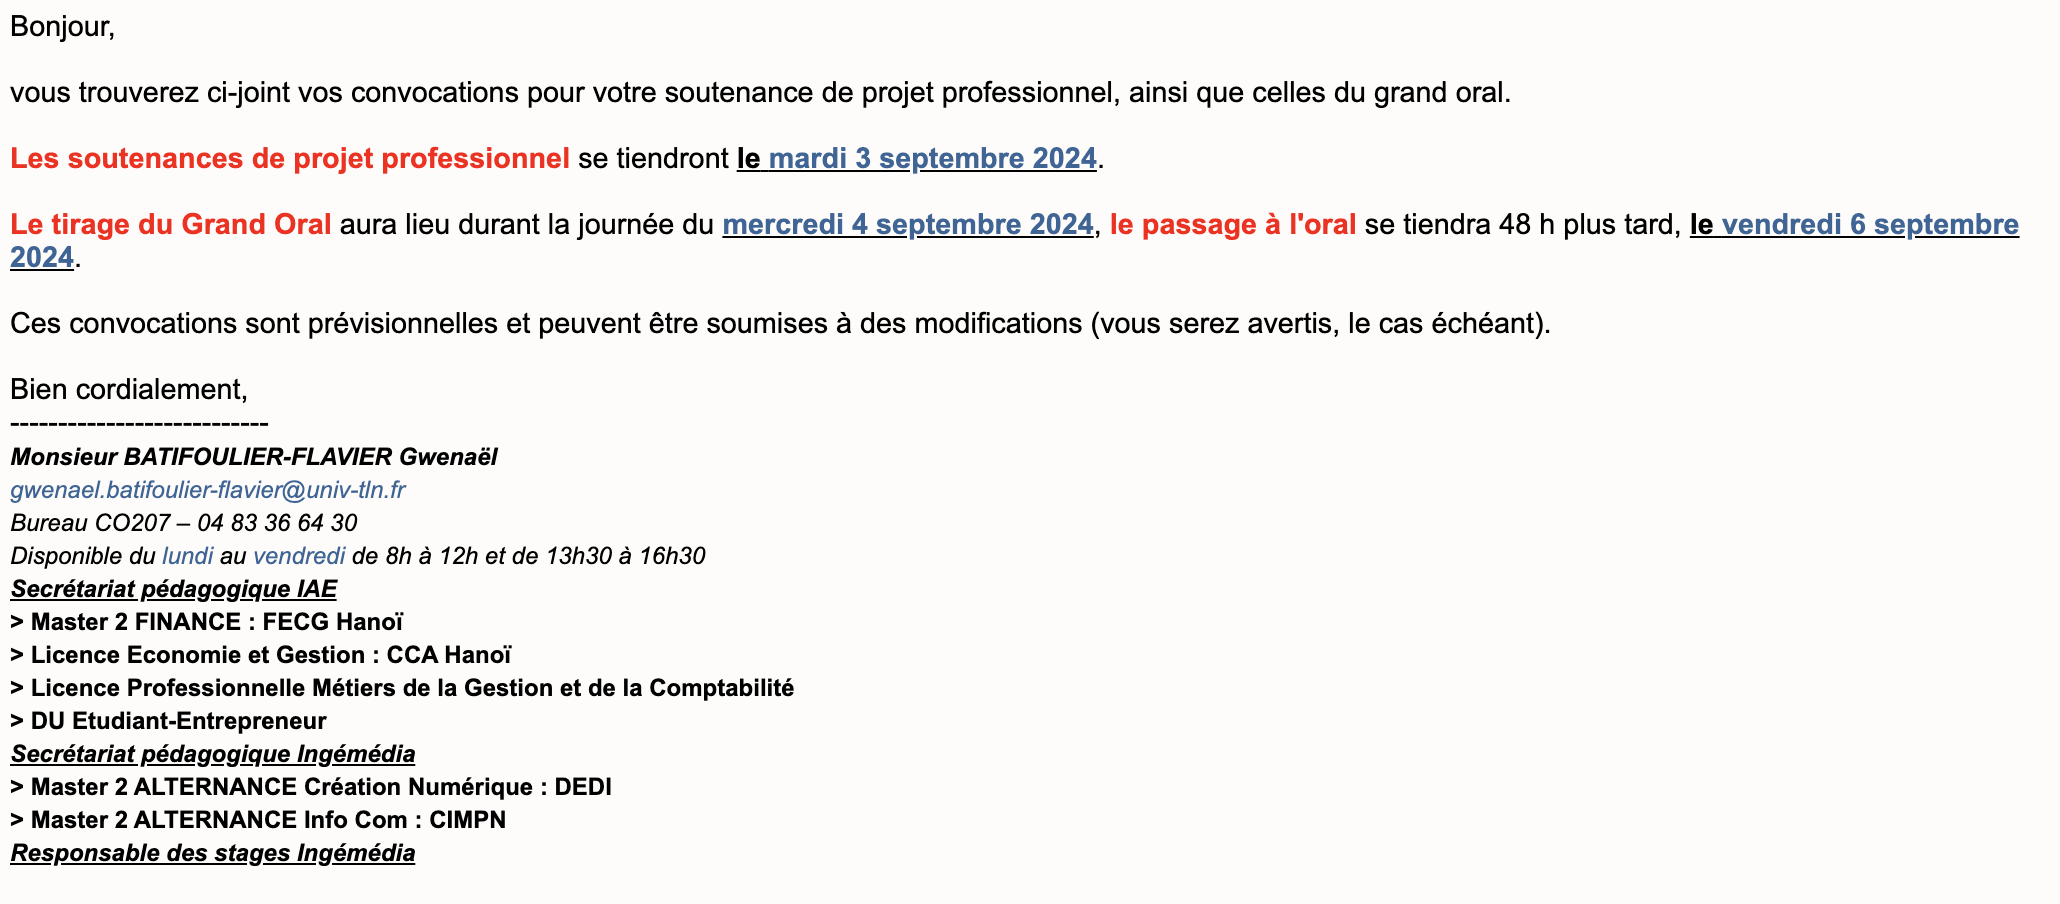 Bonjour,
vous trouverez ci-joint vos convocations pour votre soutenance de projet professionnel, ainsi que celles du grand oral.
Les soutenances de projet professionnel se tiendront le mardi 3 septembre 2024.
Le tirage du Grand Oral aura lieu durant la journée du mercredi 4 septembre 2024, le passage à l'oral se tiendra 48 h plus tard, le vendredi 6 septembre
2024.
Ces convocations sont prévisionnelles et peuvent être soumises à des modifications (vous serez avertis, le cas échéant).
Bien cordialement,
---------------------------
Monsieur BATIFOULIER-FLAVIER Gwenaël
gwenael.batifoulier-flavier@univ-tln.fr
Bureau CO207 – 04 83 36 64 30
Disponible du lundi au vendredi de 8h à 12h et de 13h30 à 16h30
Secrétariat pédagogique IAE
> Master 2 FINANCE : FECG Hanoï
> Licence Economie et Gestion : CCA Hanoï
> Licence Professionnelle Métiers de la Gestion et de la Comptabilité
> DU Etudiant-Entrepreneur
Secrétariat pédagogique Ingémédia
> Master 2 ALTERNANCE Création Numérique : DEDI
> Master 2 ALTERNANCE Info Com : CIMPN
Responsable des stages Ingémédia